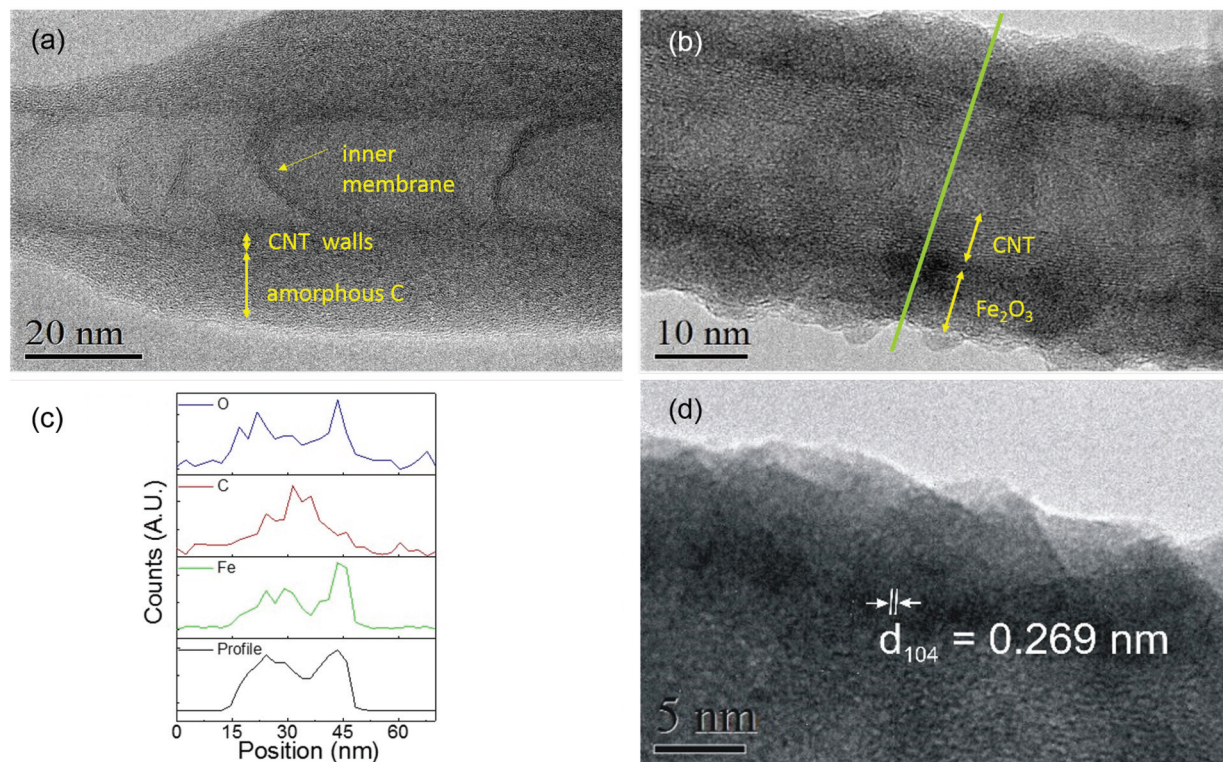 (a)
inner
membrane
CNT walls
amorphous C
20 nm
(b)
CNT
Fe₂O₃
10 nm
(c)
Counts (A.U.)
O
C
Fe
Profile
0 15 30 45 60
Position (nm)
(d)
d₁₀₄ = 0.269 nm
5 nm